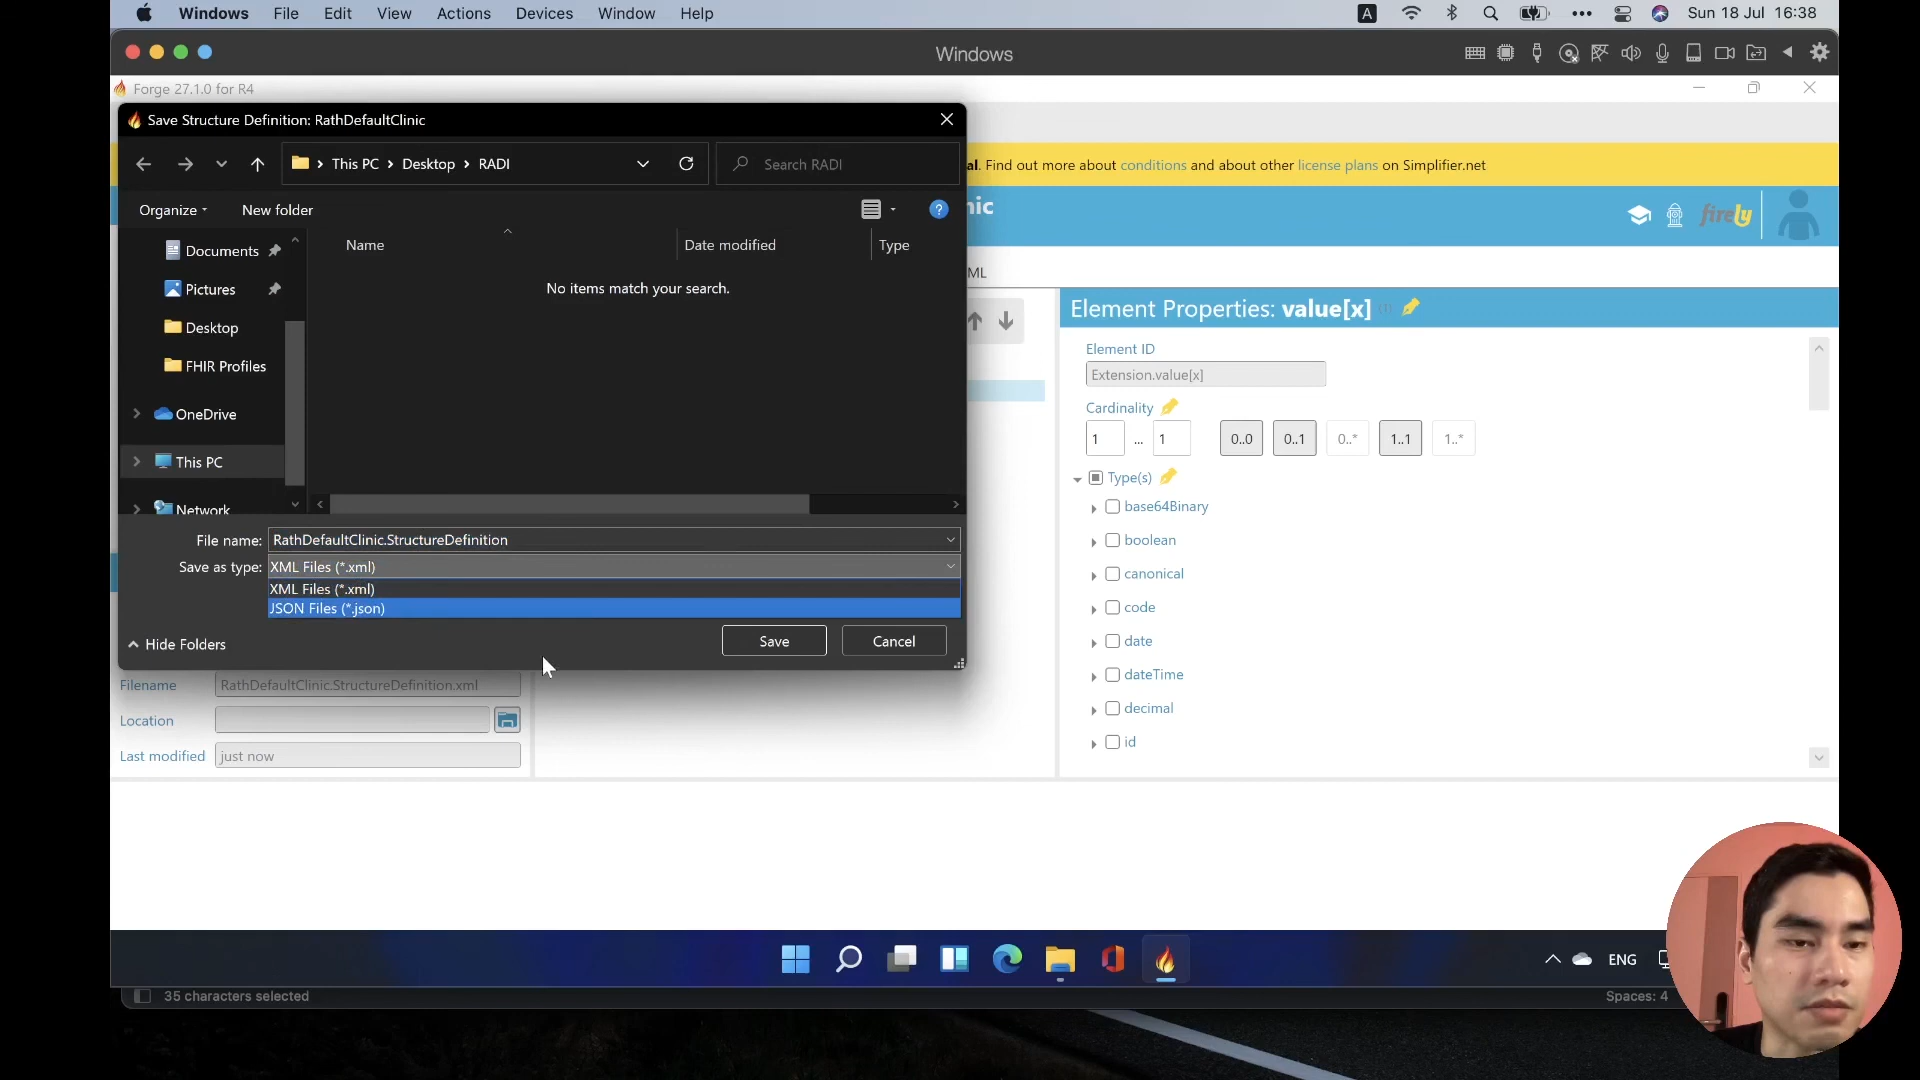 Windows File Edit View Actions Devices Window Help A Sun 18 Jul 16:38
Windows
Forge 27.1.0 for R4
Save Structure Definition: RathDefaultClinic
This PC Desktop RADI Search RADI
al. Find out more about conditions and about other license plans on Simplifier.net
Organize New folder
nic
firely
Name Date modified Type
ML
No items match your search.
Documents
Pictures
Desktop
FHIR Profiles
OneDrive
This PC
Network
Element Properties: value[x]
Element ID
Extension.value[x]
Cardinality
1 ... 1 0..0 0..1 0..* 1..1 1..*
Type(s)
base64Binary
boolean
canonical
code
date
dateTime
decimal
id
File name: RathDefaultClinic.StructureDefinition
Save as type: XML Files (*.xml)
XML Files (*.xml)
JSON Files (*.json)
Hide Folders Save Cancel
Filename RathDefaultClinic.StructureDefinition.xml
Location
Last modified just now
ENG
35 characters selected Spaces: 4